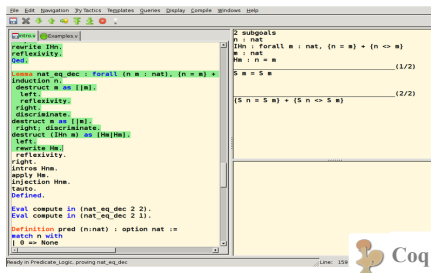 File Edit Navigation Try Tactics Templates Queries Display Compile Windows Help
Intro.v Examples.v
rewrite IHn.
reflexivity.
Qed.
Lemma nat_eq_dec : forall (n m : nat), {n = m} +
induction n.
destruct m as [|m].
left.
reflexivity.
right.
discriminate.
destruct m as [|m].
right; discriminate.
destruct (IHn m) as [Hm|Hm].
left.
rewrite Hm.
reflexivity.
right.
intros Hnm.
apply Hm.
injection Hnm.
tauto.
Defined.
Eval compute in (nat_eq_dec 2 2).
Eval compute in (nat_eq_dec 2 1).
Definition pred (n:nat) : option nat :=
match n with
| 0 => None
2 subgoals
n : nat
IHn : forall m : nat, {n = m} + {n <> m}
m : nat
Hm : n = m
(1/2)
S m = S m
(2/2)
{S n = S m} + {S n <> S m}
Ready in Predicate_Logic, proving nat_eq_dec
Line: 159
Coq